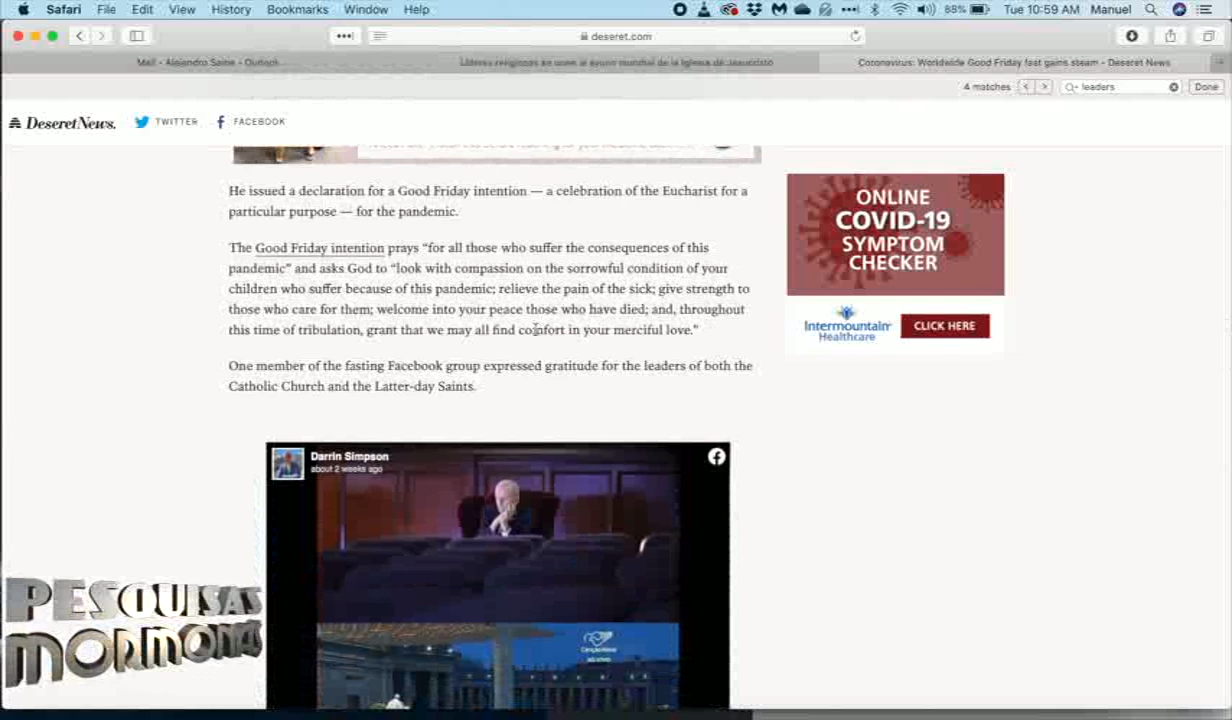 Safari File Edit View History Bookmarks Window Help 88% Tue 10:59 AM Manuel
deseret.com
Mail - Alejandro Saine - Outlook
Líderes religiosos se unen al ayuno mundial de la Iglesia de Jesucristo
Coronavirus: Worldwide Good Friday fast gains steam - Deseret News
4 matches leaders Done
Deseret News. TWITTER FACEBOOK
He issued a declaration for a Good Friday intention — a celebration of the Eucharist for a
particular purpose — for the pandemic.
The Good Friday intention prays “for all those who suffer the consequences of this
pandemic” and asks God to “look with compassion on the sorrowful condition of your
children who suffer because of this pandemic; relieve the pain of the sick; give strength to
those who care for them; welcome into your peace those who have died; and, throughout
this time of tribulation, grant that we may all find comfort in your merciful love.”
One member of the fasting Facebook group expressed gratitude for the leaders of both the
Catholic Church and the Latter-day Saints.
ONLINE
COVID-19
SYMPTOM
CHECKER
Intermountain
Healthcare
CLICK HERE
Darrin Simpson
about 2 weeks ago
PESQUISAS
MORMONAS